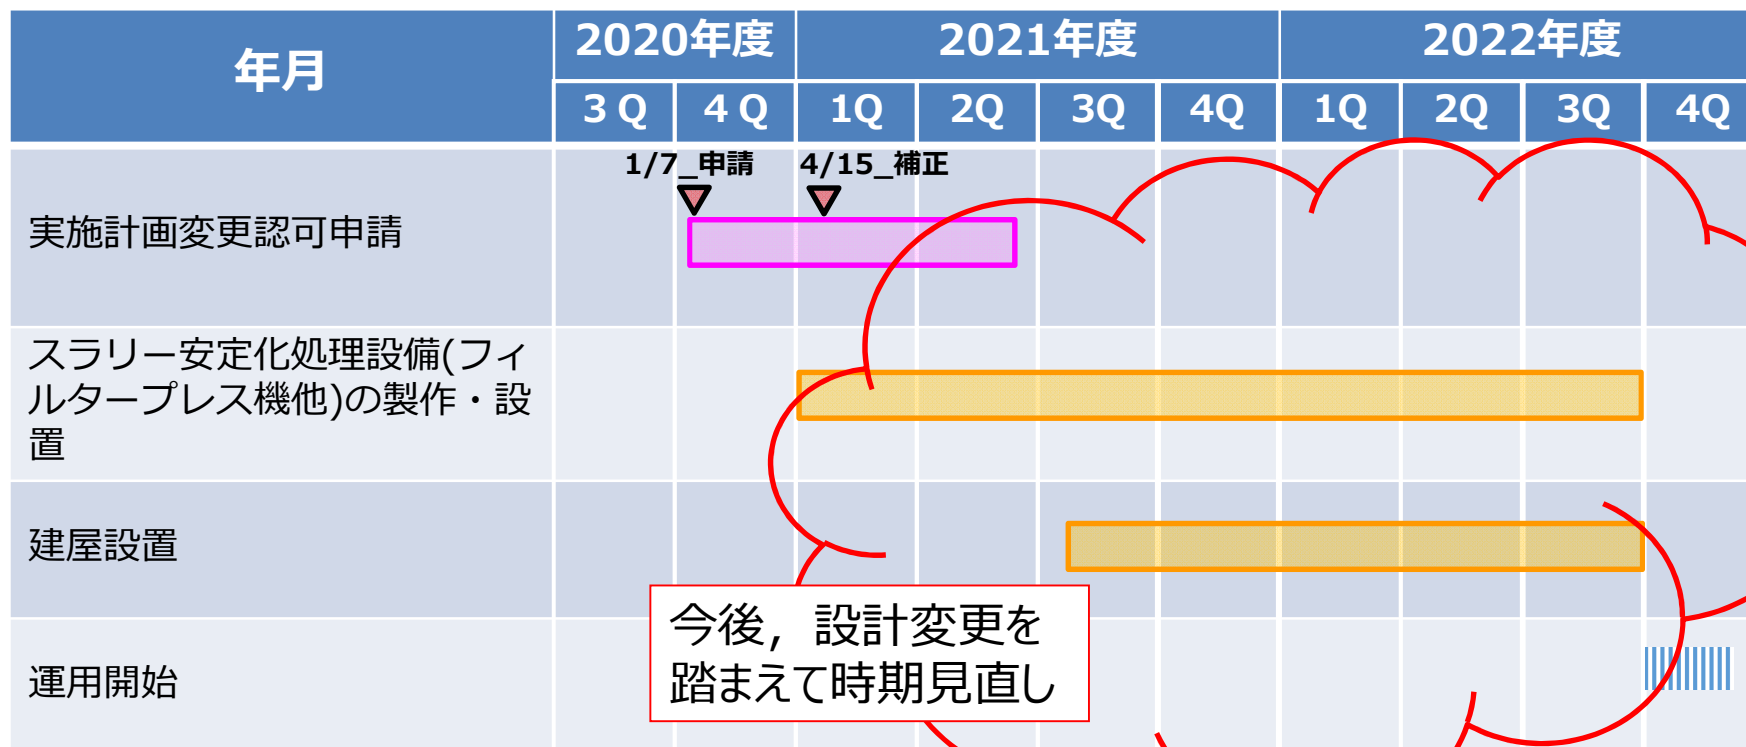 年月
2020年度 2021年度 2022年度
3 Q 4 Q 1Q 2Q 3Q 4Q 1Q 2Q 3Q 4Q
1/7_申請 4/15_補正
実施計画変更認可申請
スラリー安定化処理設備(フィ
ルタープレス機他)の製作・設
置
建屋設置
今後，設計変更を
踏まえて時期見直し
運用開始